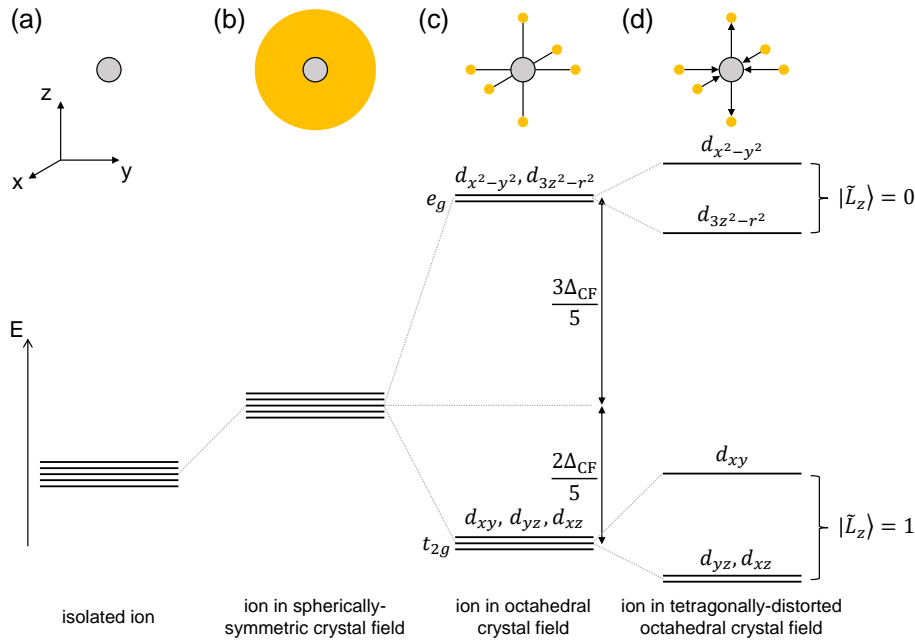 (a)
(b)
(c)
(d)
z
x
y
E
e_g
d_{x²−y²}, d_{3z²−r²}
d_{x²−y²}
d_{3z²−r²}
|L̃_z⟩ = 0
3Δ_CF
5
2Δ_CF
5
t_{2g}
d_{xy}, d_{yz}, d_{xz}
d_{xy}
d_{yz}, d_{xz}
|L̃_z⟩ = 1
isolated ion
ion in spherically-
symmetric crystal field
ion in octahedral
crystal field
ion in tetragonally-distorted
octahedral crystal field